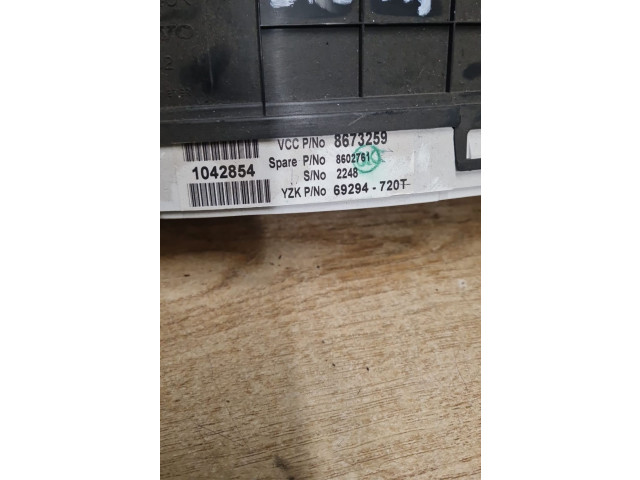 VCC P/No 8673259
1042854
Spare P/No 8602761
S/No 2248
YZK P/No 69294-720T